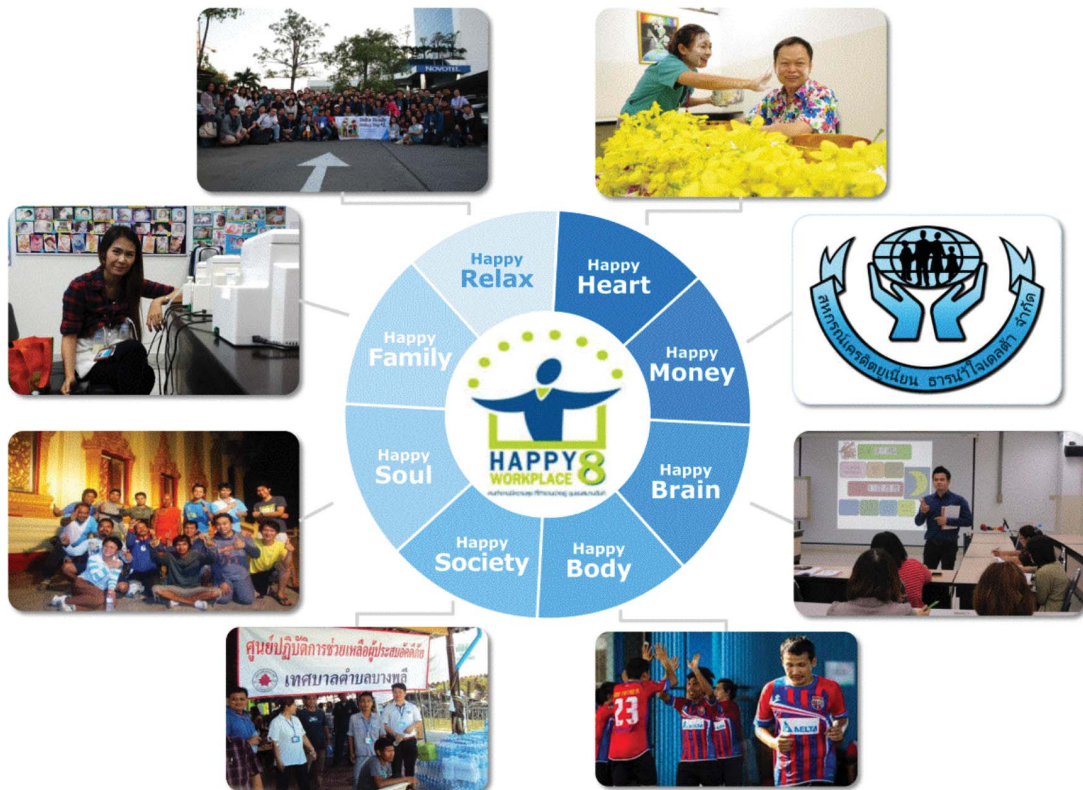 NOVOTEL
Happy
Relax
Happy
Heart
Happy
Family
Happy
Money
สหกรณ์เครดิตยูเนี่ยน ธารน้ำใจเดลต้า จำกัด
Happy
Soul
HAPPY 8
WORKPLACE
Happy
Brain
Happy
Society
Happy
Body
ศูนย์ปฏิบัติการช่วยเหลือผู้ประสบอัคคีภัย
เทศบาลตำบลบางพลี
23
DELTA